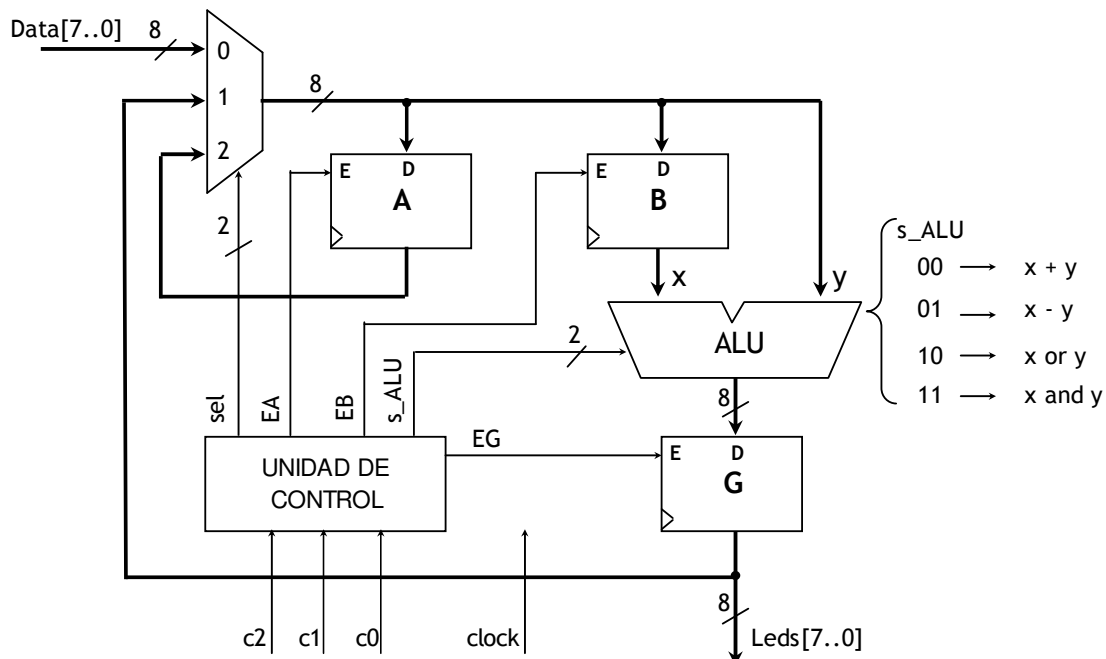 Data[7..0]
8
0
1
2
8
E
D
A
E
D
B
2
x
y
s_ALU
00 → x + y
01 → x - y
10 → x or y
11 → x and y
2
ALU
sel
EA
EB
s_ALU
8
EG
UNIDAD DE
CONTROL
E
D
G
8
c2
c1
c0
clock
Leds[7..0]